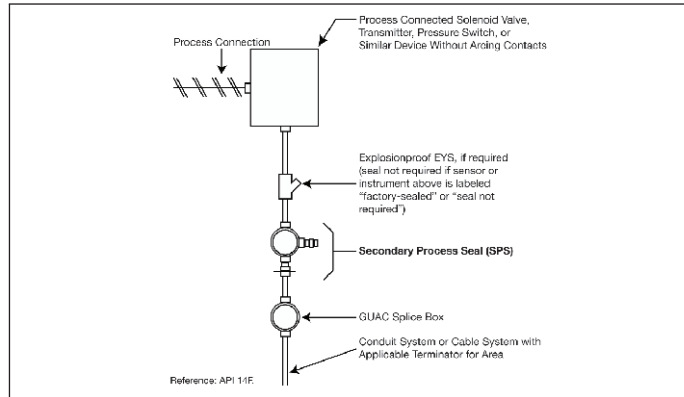 Process Connected Solenoid Valve,
Transmitter, Pressure Switch, or
Similar Device Without Arcing Contacts
Process Connection
Explosionproof EYS, if required
(seal not required if sensor or
instrument above is labeled
"factory-sealed" or "seal not
required")
Secondary Process Seal (SPS)
GUAC Splice Box
Conduit System or Cable System with
Applicable Terminator for Area
Reference: API 14F.